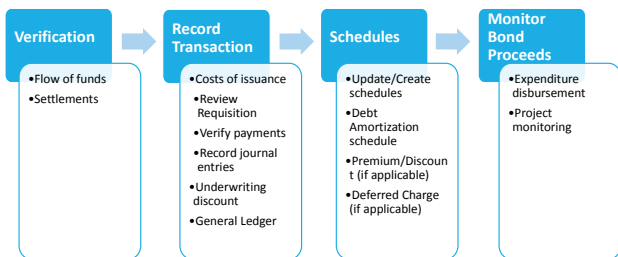 Verification
•Flow of funds
•Settlements
Record
Transaction
•Costs of issuance
•Review
Requisition
•Verify payments
•Record journal
entries
•Underwriting
discount
•General Ledger
Schedules
•Update/Create
schedules
•Debt
Amortization
schedule
•Premium/Discoun
t (if applicable)
•Deferred Charge
(if applicable)
Monitor
Bond
Proceeds
•Expenditure
disbursement
•Project
monitoring